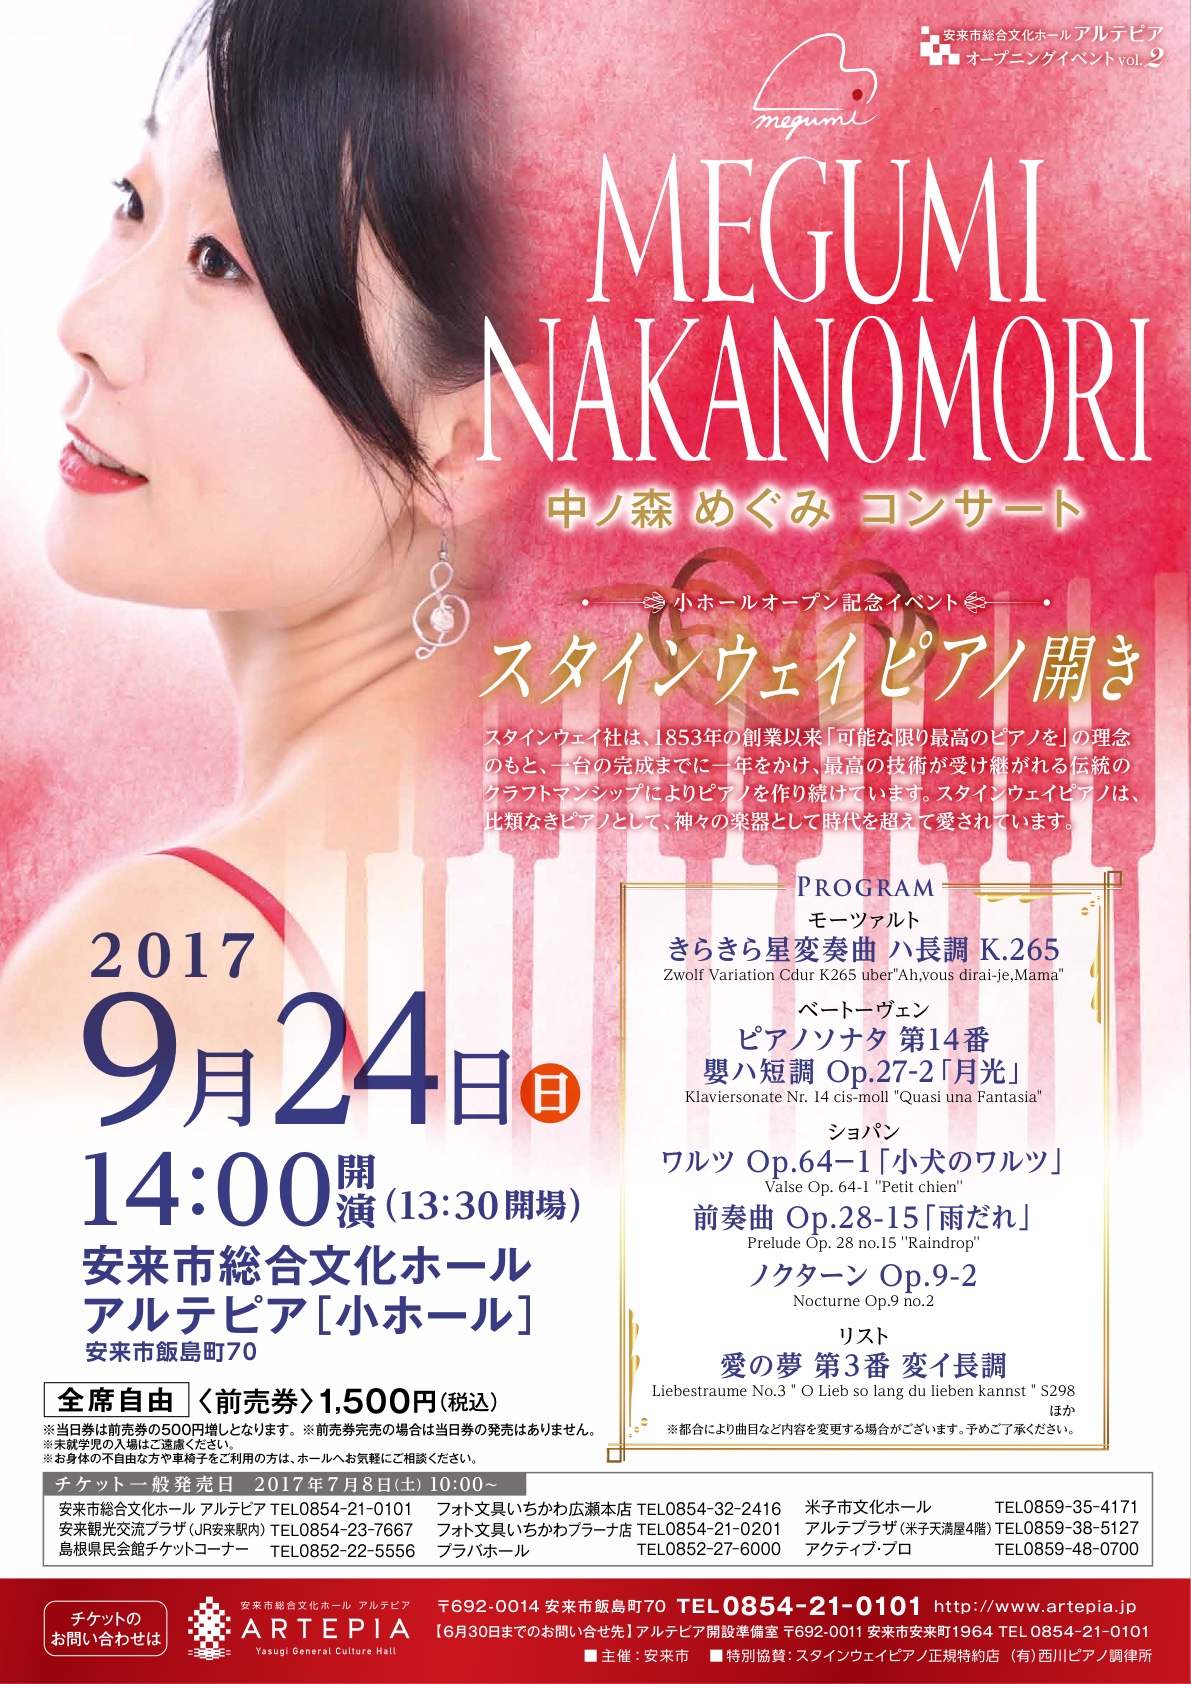 安来市総合文化ホール アルテピア
オープニングイベント vol.2
megumi
MEGUMI
NAKANOMORI
中ノ森 めぐみ コンサート
小ホールオープン記念イベント
スタインウェイピアノ開き
スタインウェイ社は、1853年の創業以来「可能な限り最高のピアノを」の理念
のもと、一台の完成までに一年をかけ、最高の技術が受け継がれる伝統の
クラフトマンシップによりピアノを作り続けています。スタインウェイピアノは、
比類なきピアノとして、神々の楽器として時代を超えて愛されています。
2017
9月24日 日
14:00 開演 (13:30開場)
安来市総合文化ホール
アルテピア[小ホール]
安来市飯島町70
全席自由 〈前売券〉1,500円(税込)
※当日券は前売券の500円増しとなります。 ※前売券完売の場合は当日券の発売はありません。
※未就学児の入場はご遠慮ください。
※お身体の不自由な方や車椅子をご利用の方は、ホールへお気軽にご相談ください。
PROGRAM
モーツァルト
きらきら星変奏曲 ハ長調 K.265
Zwolf Variation Cdur K265 uber"Ah,vous dirai-je,Mama"
ベートーヴェン
ピアノソナタ 第14番
嬰ハ短調 Op.27-2「月光」
Klaviersonate Nr. 14 cis-moll "Quasi una Fantasia"
ショパン
ワルツ Op.64−1「小犬のワルツ」
Valse Op. 64-1 "Petit chien"
前奏曲 Op.28-15「雨だれ」
Prelude Op. 28 no.15 "Raindrop"
ノクターン Op.9-2
Nocturne Op.9 no.2
リスト
愛の夢 第3番 変イ長調
Liebestraume No.3 " O Lieb so lang du lieben kannst " S298
ほか
※都合により曲目など内容を変更する場合がございます。予めご了承ください。
チケット一般発売日 2017年7月8日(土) 10:00~
安来市総合文化ホール アルテピア TEL0854-21-0101
安来観光交流プラザ(JR安来駅内) TEL0854-23-7667
島根県民会館チケットコーナー TEL0852-22-5556
フォト文具いちかわ広瀬本店 TEL0854-32-2416
フォト文具いちかわプラーナ店 TEL0854-21-0201
プラバホール TEL0852-27-6000
米子市文化ホール TEL0859-35-4171
アルテプラザ(米子天満屋4階) TEL0859-38-5127
アクティブ・プロ TEL0859-48-0700
チケットの
お問い合わせは
安来市総合文化ホール アルテピア
ARTEPIA
Yasugi General Culture Hall
〒692-0014 安来市飯島町70 TEL 0854-21-0101 http://www.artepia.jp
【6月30日までのお問い合せ先】アルテピア開設準備室 〒692-0011 安来市安来町1964 TEL 0854-21-0101
■主催：安来市 ■特別協賛：スタインウェイピアノ正規特約店 (有)西川ピアノ調律所